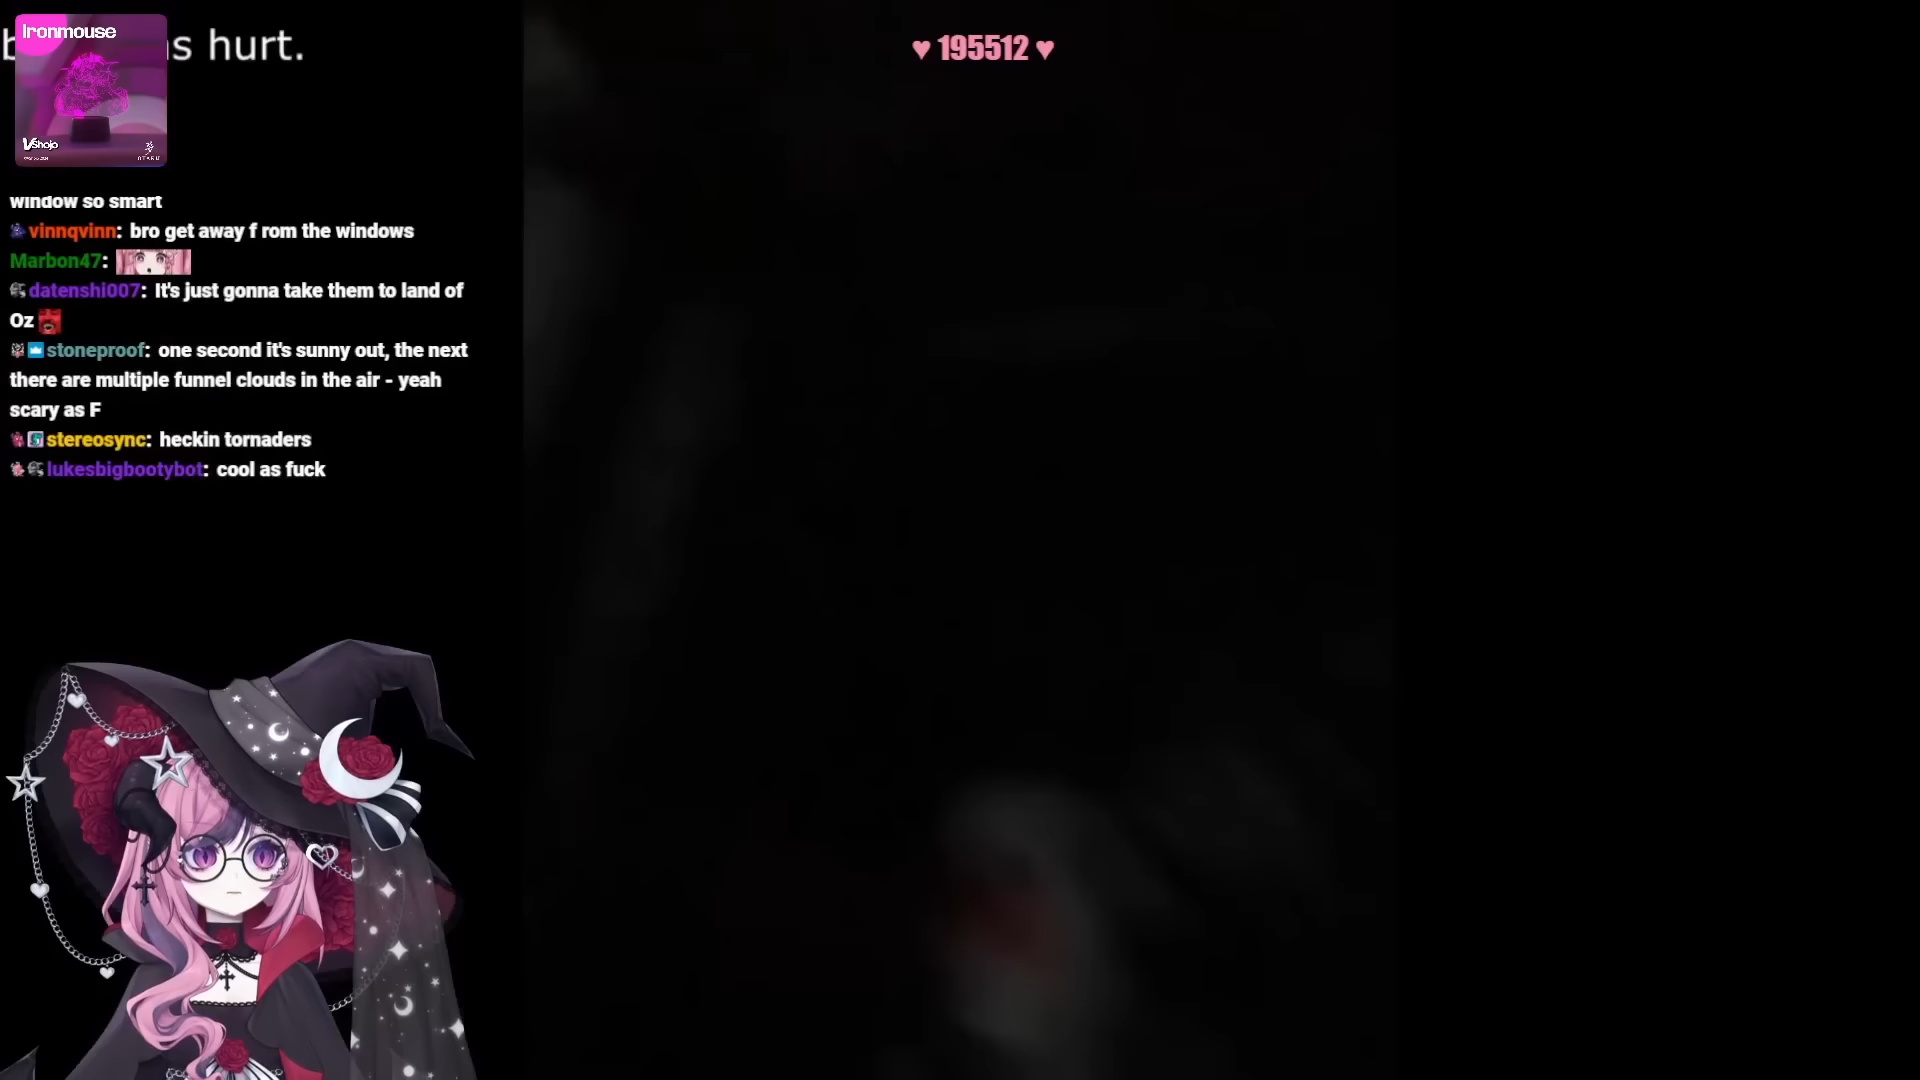 Ironmouse
s hurt.
♥ 195512 ♥
VShojo
OTAKU
window so smart
vinnqvinn: bro get away f rom the windows
Marbon47:
datenshi007: It's just gonna take them to land of
Oz
stoneproof: one second it's sunny out, the next
there are multiple funnel clouds in the air - yeah
scary as F
stereosync: heckin tornaders
lukesbigbootybot: cool as fuck